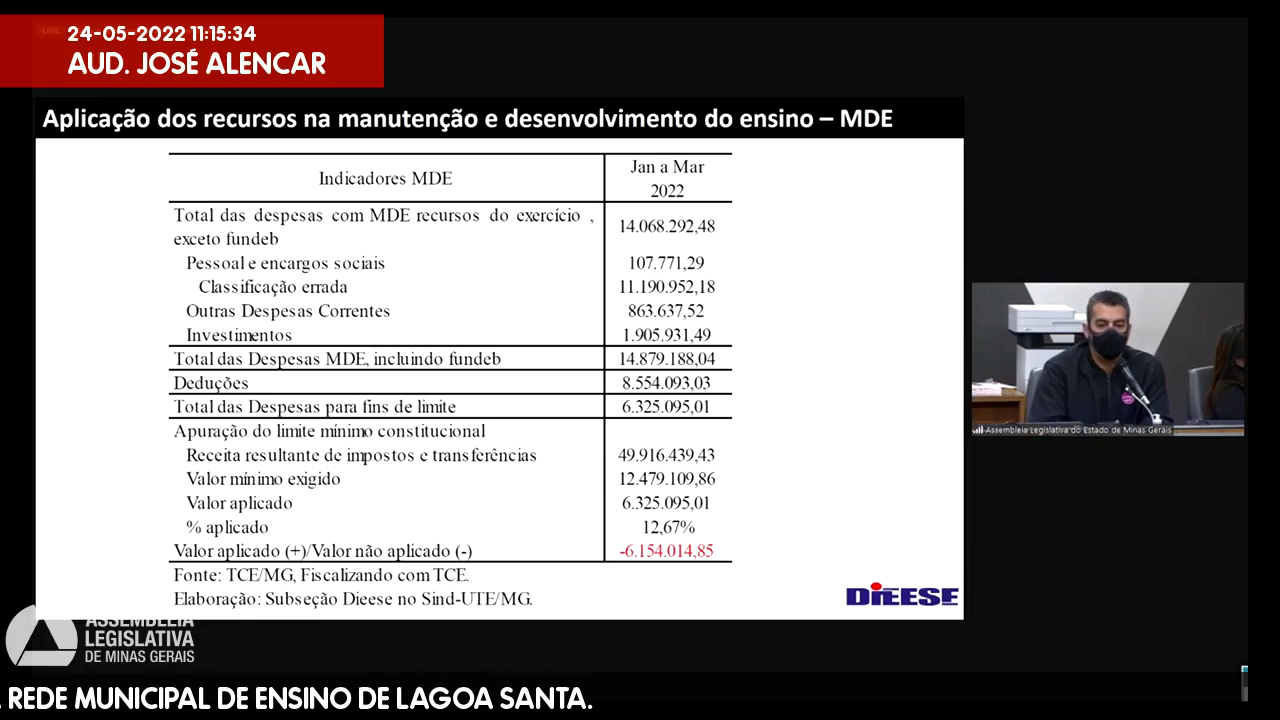 LIVE
24-05-2022 11:15:34
AUD. JOSÉ ALENCAR
Aplicação dos recursos na manutenção e desenvolvimento do ensino – MDE
Indicadores MDE
Jan a Mar
2022
Total das despesas com MDE recursos do exercício ,
exceto fundeb
14.068.292,48
Pessoal e encargos sociais 107.771,29
Classificação errada 11.190.952,18
Outras Despesas Correntes 863.637,52
Investimentos 1.905.931,49
Total das Despesas MDE, incluindo fundeb 14.879.188,04
Deduções 8.554.093,03
Total das Despesas para fins de limite 6.325.095,01
Apuração do limite mínimo constitucional
Receita resultante de impostos e transferências 49.916.439,43
Valor mínimo exigido 12.479.109,86
Valor aplicado 6.325.095,01
% aplicado 12,67%
Valor aplicado (+)/Valor não aplicado (-) -6.154.014,85
Fonte: TCE/MG, Fiscalizando com TCE.
Elaboração: Subseção Dieese no Sind-UTE/MG.
DIEESE
Assembleia Legislativa do Estado de Minas Gerais
ASSEMBLEIA
LEGISLATIVA
DE MINAS GERAIS
. REDE MUNICIPAL DE ENSINO DE LAGOA SANTA.